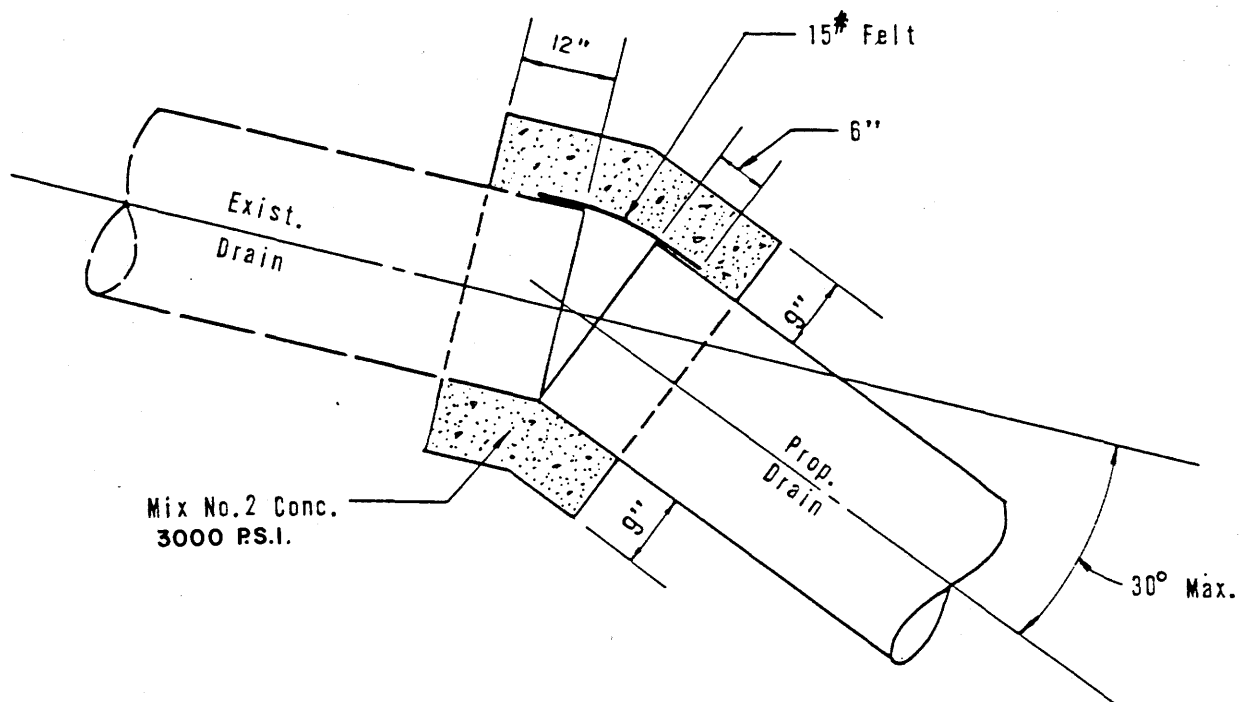 12"
15# Felt
6"
Exist.
Drain
9"
Prop.
Drain
Mix No.2 Conc.
3000 P.S.I.
9"
30° Max.